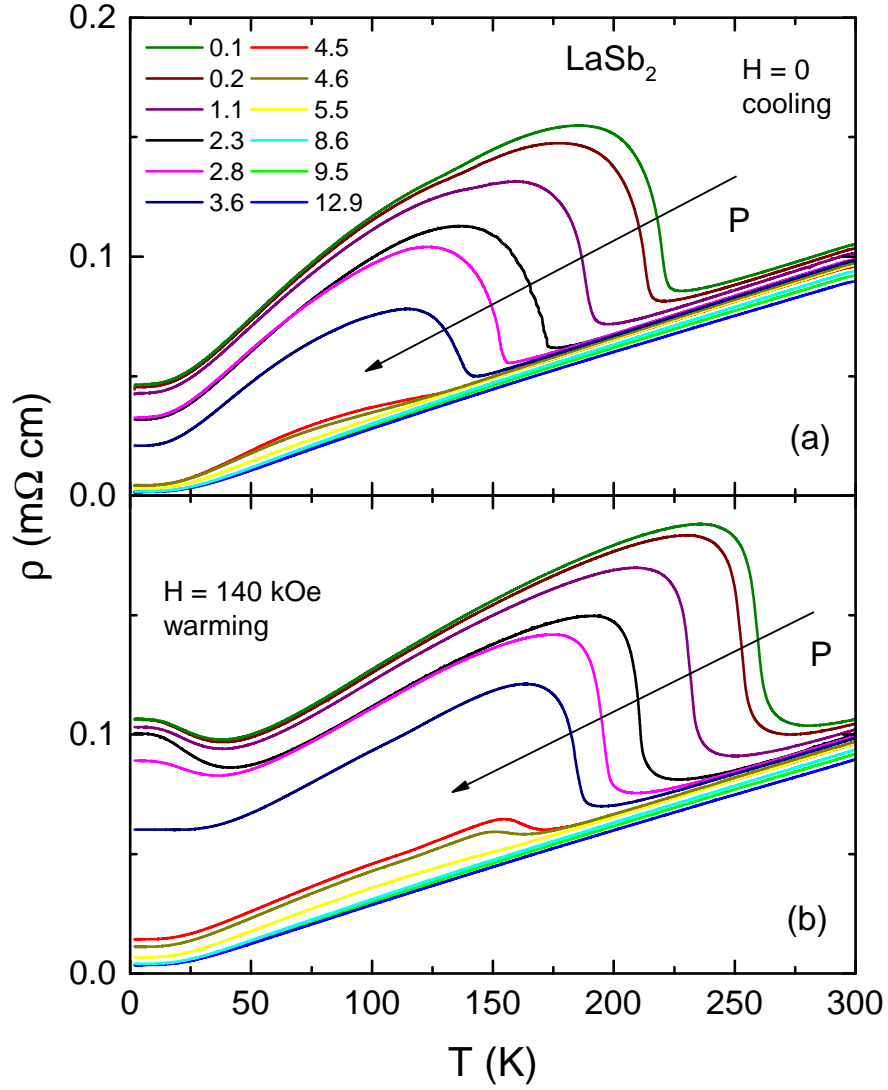 0.2
0.1 4.5
0.2 4.6
1.1 5.5
2.3 8.6
2.8 9.5
3.6 12.9
LaSb₂
H = 0
cooling
P
0.1
(a)
0.0
ρ (mΩ cm)
H = 140 kOe
warming
P
0.1
(b)
0.0
0 50 100 150 200 250 300
T (K)